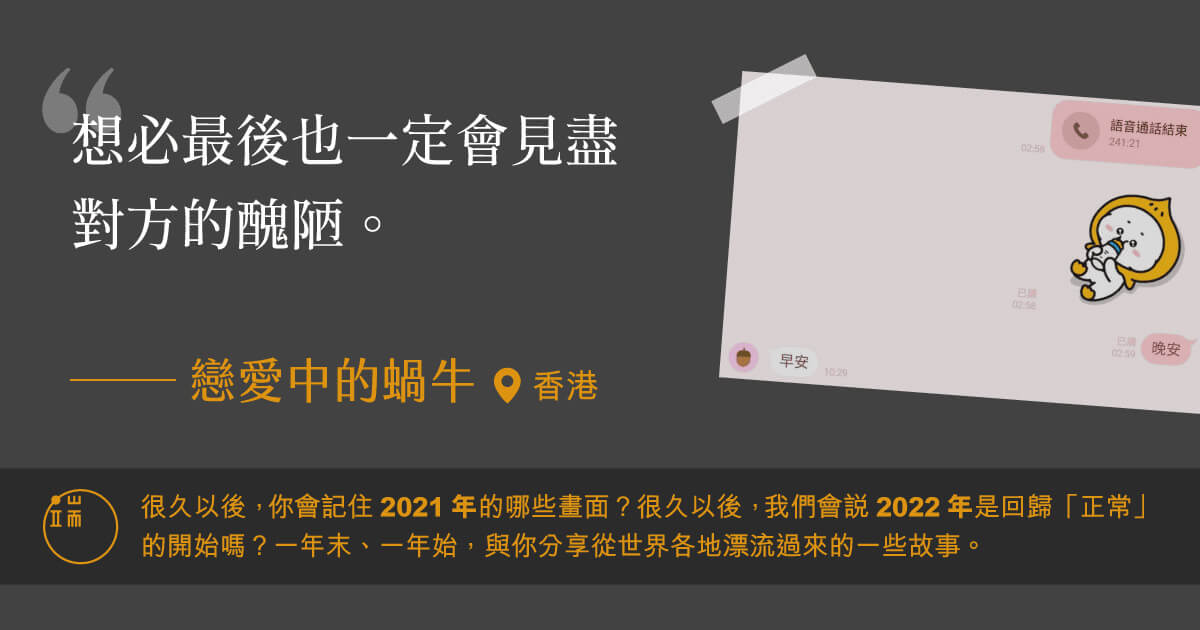 想必最後也一定會見盡
對方的醜陋。
戀愛中的蝸牛 香港
語音通話結束
241:21
02:58
已讀
02:58
已讀
02:59
晚安
早安
10:29
端
很久以後，你會記住 2021 年的哪些畫面？很久以後，我們會説 2022 年是回歸「正常」
的開始嗎？一年末、一年始，與你分享從世界各地漂流過來的一些故事。